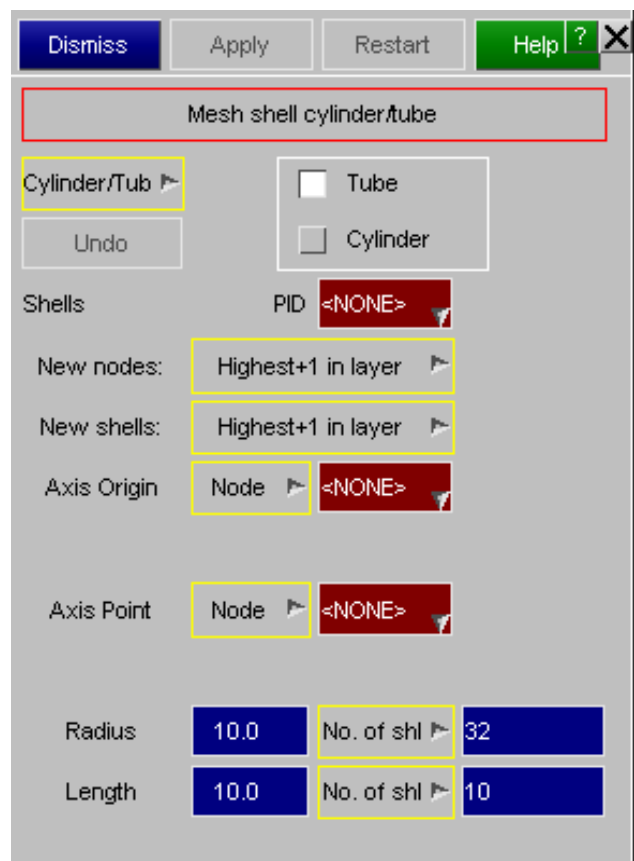 Dismiss Apply Restart Help ? X
Mesh shell cylinder/tube
Cylinder/Tub Tube
Undo Cylinder
Shells PID <NONE>
New nodes: Highest+1 in layer
New shells: Highest+1 in layer
Axis Origin Node <NONE>
Axis Point Node <NONE>
Radius 10.0 No. of shl 32
Length 10.0 No. of shl 10